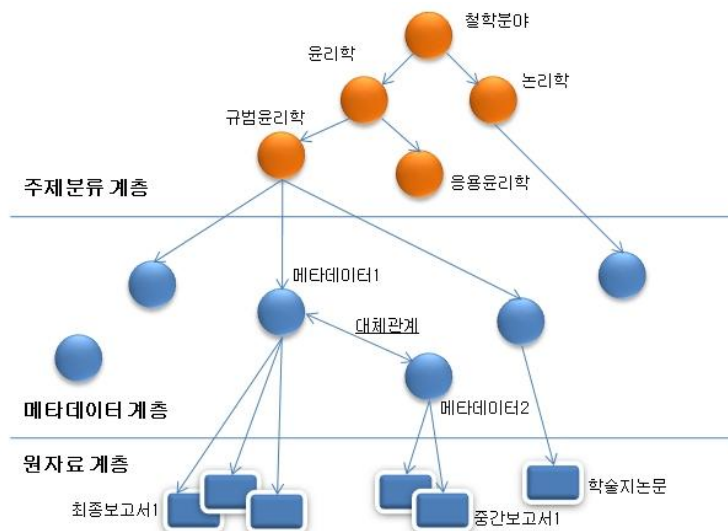 철학분야
윤리학
논리학
규범윤리학
응용윤리학
주제분류 계층
메타데이터1
대체관계
메타데이터 계층
메타데이터2
원자료 계층
최종보고서1
중간보고서1
학술지논문